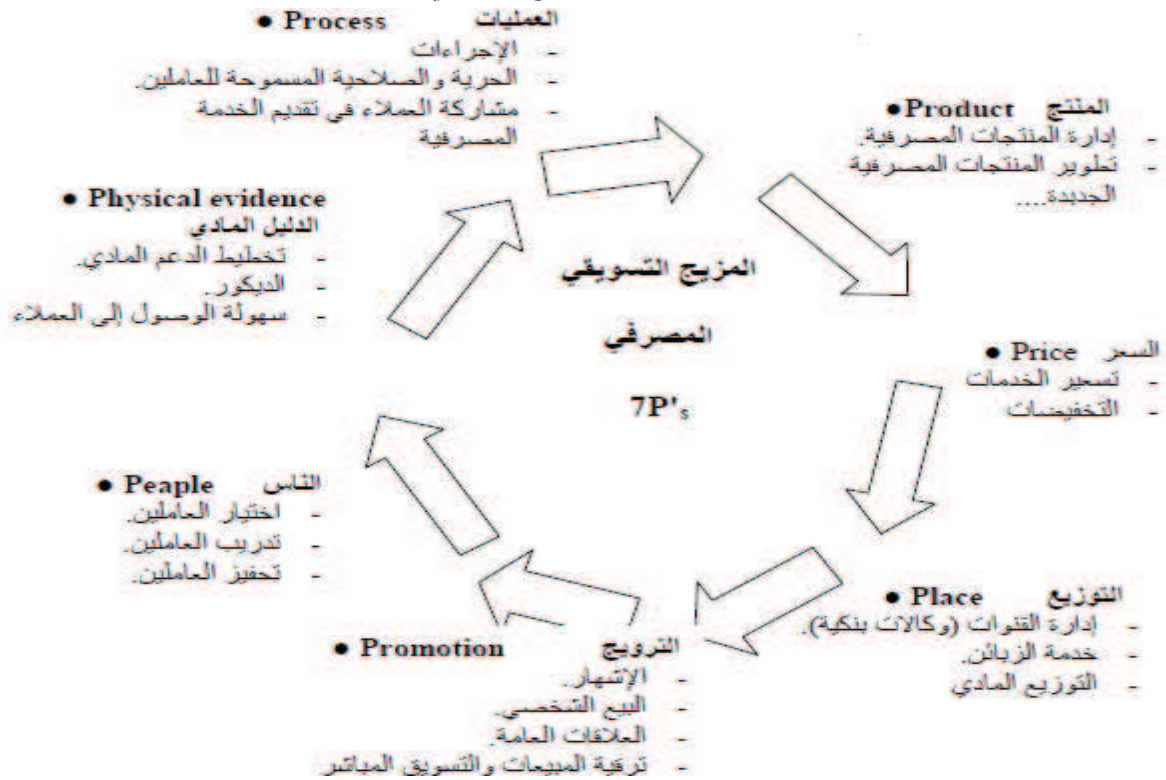 العمليات Process ●
- الإجراءات
- الحرية والصلاحية المسموحة للعاملين.
- مشاركة العملاء في تقديم الخدمة
المصرفية
المنتج Product ●
- إدارة المنتجات المصرفية.
- تطوير المنتجات المصرفية
الجديدة....
● Physical evidence
الدليل المادي
- تخطيط الدعم المادي.
- الديكور.
- سهولة الوصول إلى العملاء
المزيج التسويقي
المصرفي
7P's
السعر Price ●
- تسعير الخدمات
- التخفيضات
الناس Peaple ●
- اختيار العاملين.
- تدريب العاملين.
- تحفيز العاملين.
التوزيع Place ●
- إدارة القنوات (وكالات بنكية).
- خدمة الزبائن.
- التوزيع المادي
الترويج Promotion ●
- الإشهار.
- البيع الشخصي.
- العلاقات العامة.
- ترقية المبيعات والتسويق المباشر